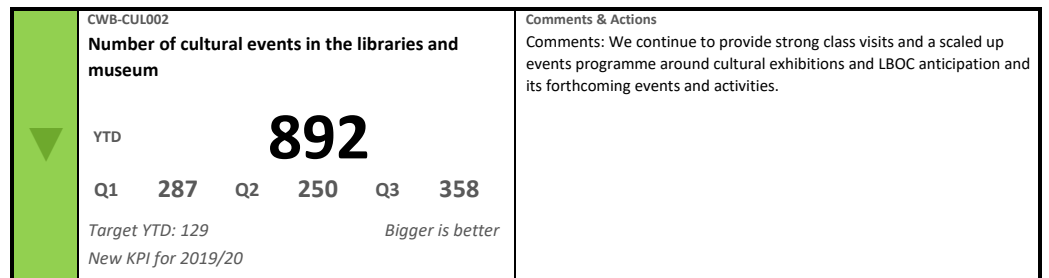 CWB-CUL002
Number of cultural events in the libraries and
museum
YTD 892
Q1 287 Q2 250 Q3 358
Target YTD: 129 Bigger is better
New KPI for 2019/20
Comments & Actions
Comments: We continue to provide strong class visits and a scaled up
events programme around cultural exhibitions and LBOC anticipation and
its forthcoming events and activities.